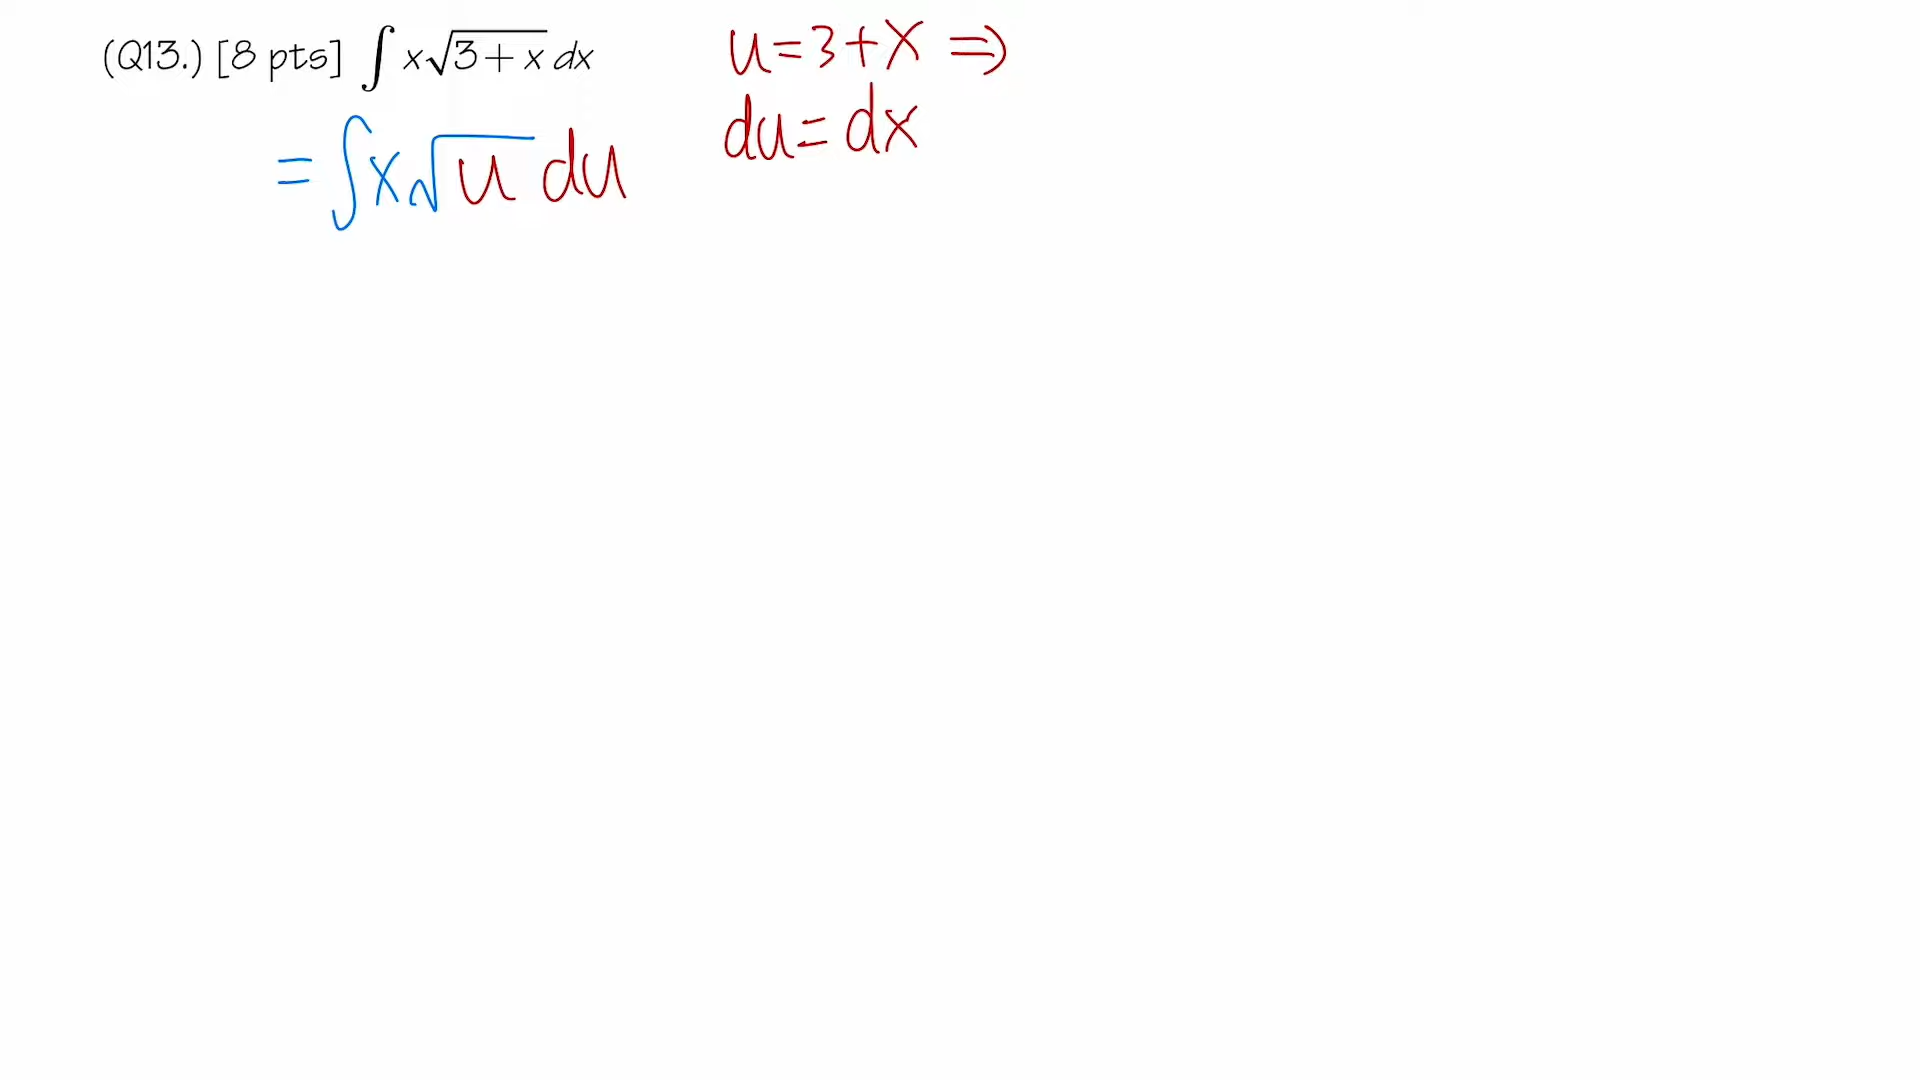 (Q13.) [8 pts] ∫ x√(3 + x) dx
u = 3 + x ⇒
du = dx
= ∫ x√u du